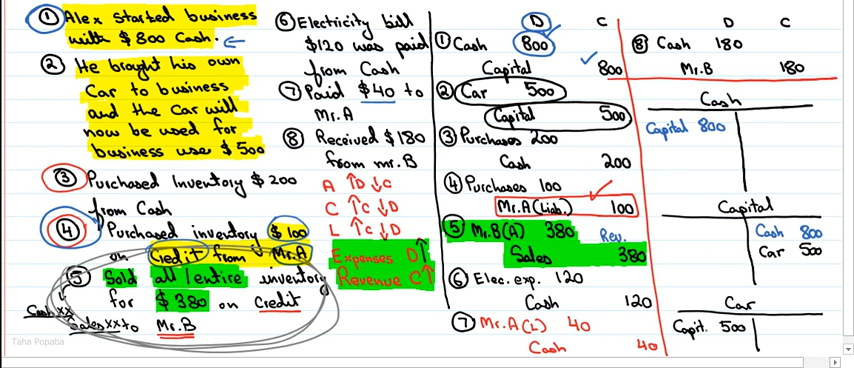 ① Alex started business
with $800 Cash.
② He brought his own
Car to business
and the Car will
now be used for
business use $500
③ Purchased Inventory $200
from Cash
④ Purchased inventory $100
on Credit from Mr.A
⑤ Sold all/entire inventory
for $380 on Credit
to Mr.B
Cash xx
Sales xx
Taha Popatia
⑥ Electricity bill
$120 was paid
from Cash
⑦ Paid $40 to
Mr.A
⑧ Received $180
from mr.B
A ↑D ↓C
C ↑C ↓D
L ↑C ↓D
Expenses D↑
Revenue C↑
D C
① Cash 800
Capital 800
② Car 500
Capital 500
③ Purchases 200
Cash 200
④ Purchases 100
Mr.A (Liab.) 100
⑤ Mr.B(A) 380 Rev.
Sales 380
⑥ Elec. exp. 120
Cash 120
⑦ Mr.A(L) 40
Cash 40
D C
⑧ Cash 180
Mr.B 180
Cash
Capital 800
Capital
Cash 800
Car 500
Car
Capit. 500